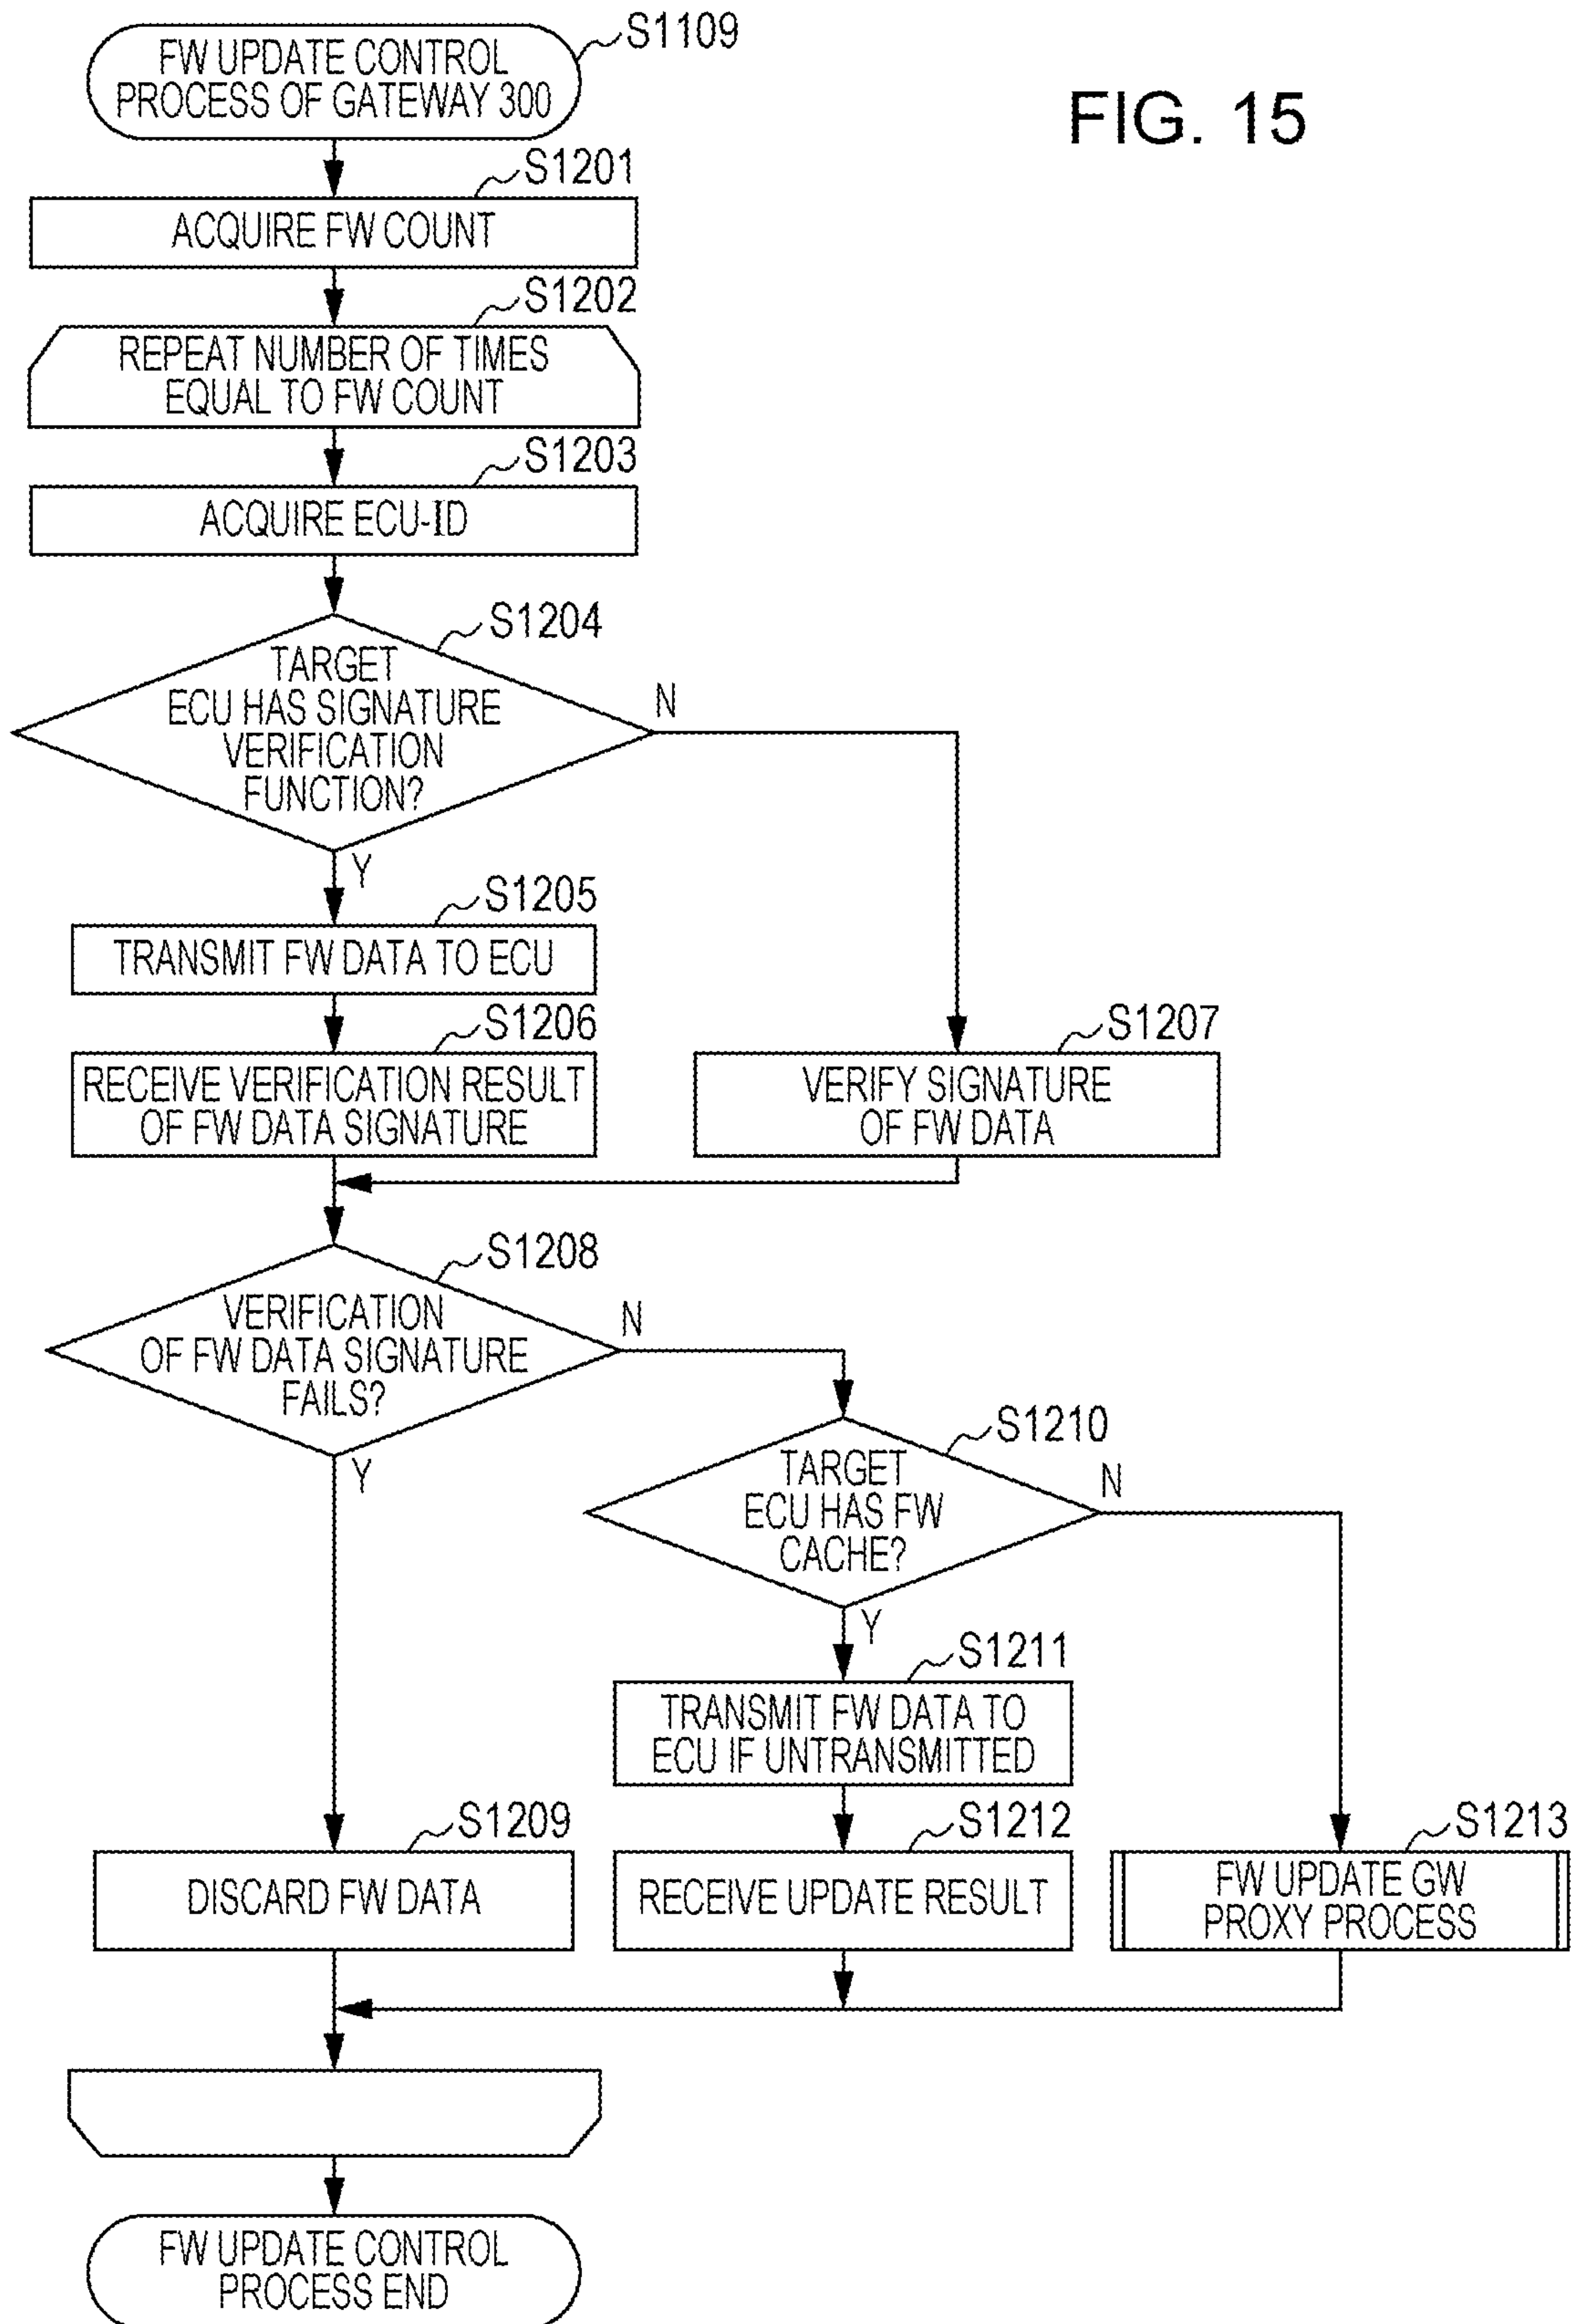 S1109
FW UPDATE CONTROL
PROCESS OF GATEWAY 300
FIG. 15
S1201
ACQUIRE FW COUNT
S1202
REPEAT NUMBER OF TIMES
EQUAL TO FW COUNT
S1203
ACQUIRE ECU-ID
S1204
TARGET
ECU HAS SIGNATURE
VERIFICATION
FUNCTION?
N
Y
S1205
TRANSMIT FW DATA TO ECU
S1206
RECEIVE VERIFICATION RESULT
OF FW DATA SIGNATURE
S1207
VERIFY SIGNATURE
OF FW DATA
S1208
VERIFICATION
OF FW DATA SIGNATURE
FAILS?
N
Y
S1210
TARGET
ECU HAS FW
CACHE?
N
Y
S1211
TRANSMIT FW DATA TO
ECU IF UNTRANSMITTED
S1209
DISCARD FW DATA
S1212
RECEIVE UPDATE RESULT
S1213
FW UPDATE GW
PROXY PROCESS
FW UPDATE CONTROL
PROCESS END